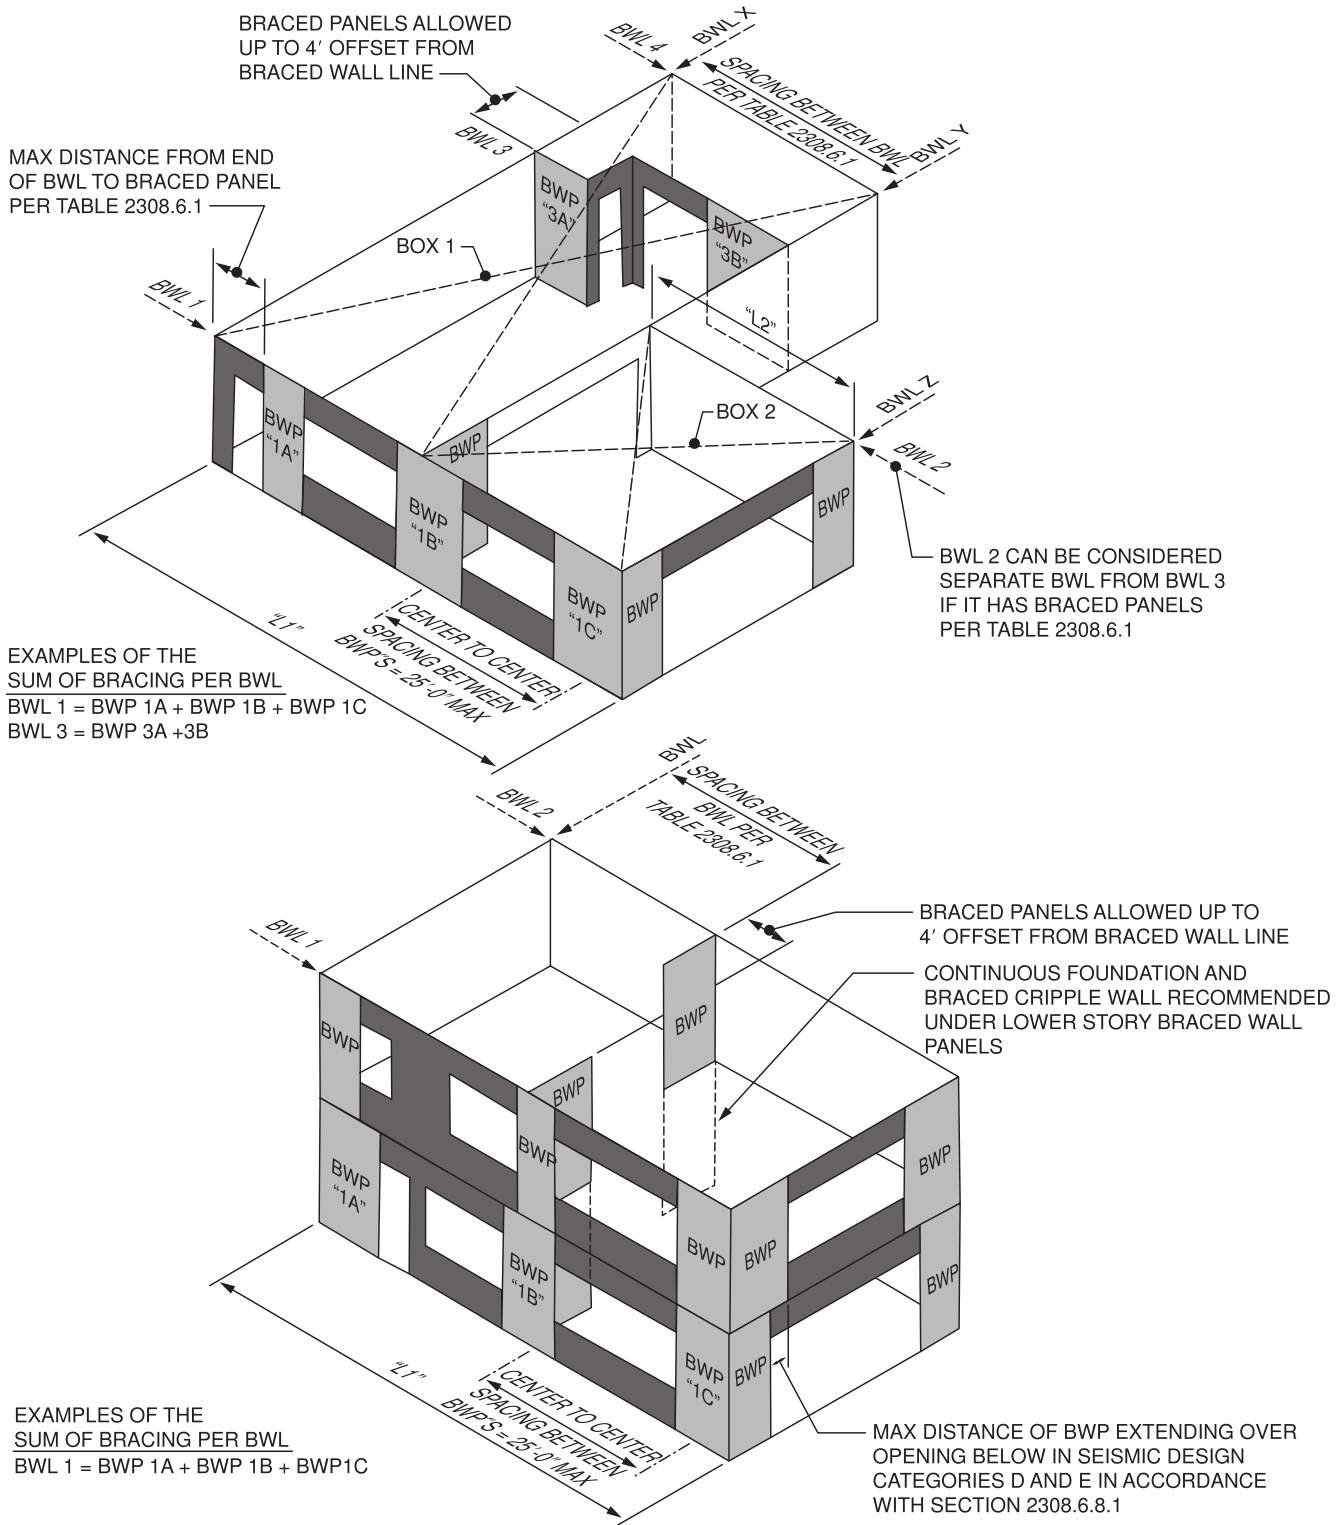 BRACED PANELS ALLOWED
UP TO 4′ OFFSET FROM
BRACED WALL LINE
BWL 4
BWL X
SPACING BETWEEN BWL
PER TABLE 2308.6.1
BWL Y
BWL 3
MAX DISTANCE FROM END
OF BWL TO BRACED PANEL
PER TABLE 2308.6.1
BWP
“3A”
BWP
“3B”
BOX 1
BWL 1
“L2”
BWL Z
BOX 2
BWL 2
BWP
“1A”
BWP
BWP
“1B”
BWP
BWP
“1C”
BWP
BWL 2 CAN BE CONSIDERED
SEPARATE BWL FROM BWL 3
IF IT HAS BRACED PANELS
PER TABLE 2308.6.1
“L1”
CENTER TO CENTER
SPACING BETWEEN
BWP″S = 25′-0″ MAX
EXAMPLES OF THE
SUM OF BRACING PER BWL
BWL 1 = BWP 1A + BWP 1B + BWP 1C
BWL 3 = BWP 3A +3B
BWL
SPACING BETWEEN
BWL PER
TABLE 2308.6.1
BWL 2
BWL 1
BRACED PANELS ALLOWED UP TO
4′ OFFSET FROM BRACED WALL LINE
CONTINUOUS FOUNDATION AND
BRACED CRIPPLE WALL RECOMMENDED
UNDER LOWER STORY BRACED WALL
PANELS
BWP
BWP
BWP
BWP
BWP
BWP
BWP
BWP
“1A”
BWP
“1B”
BWP
“1C”
BWP
BWP
“L1”
CENTER TO CENTER
SPACING BETWEEN
BWP″S = 25′-0″ MAX
EXAMPLES OF THE
SUM OF BRACING PER BWL
BWL 1 = BWP 1A + BWP 1B + BWP1C
MAX DISTANCE OF BWP EXTENDING OVER
OPENING BELOW IN SEISMIC DESIGN
CATEGORIES D AND E IN ACCORDANCE
WITH SECTION 2308.6.8.1